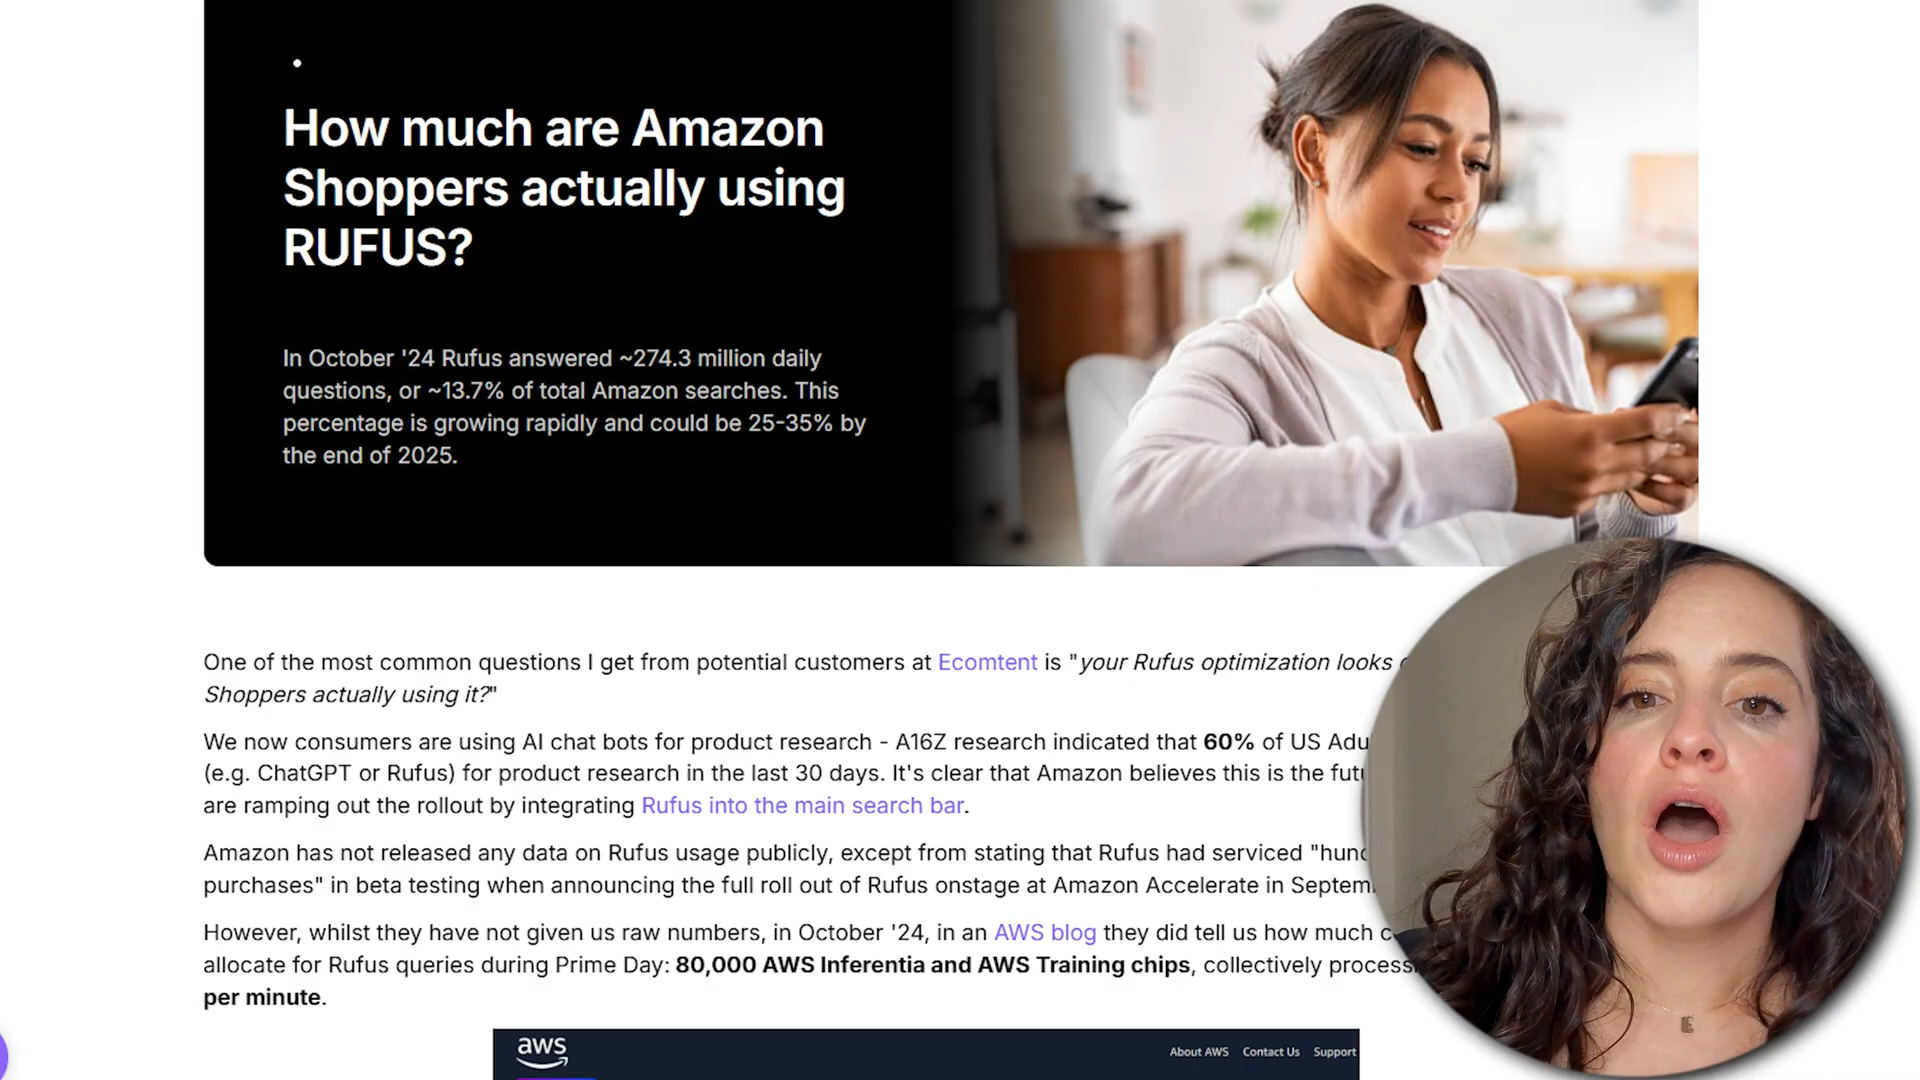 How much are Amazon
Shoppers actually using
RUFUS?
In October '24 Rufus answered ~274.3 million daily
questions, or ~13.7% of total Amazon searches. This
percentage is growing rapidly and could be 25-35% by
the end of 2025.
One of the most common questions I get from potential customers at Ecomtent is "your Rufus optimization looks
Shoppers actually using it?"
We now consumers are using AI chat bots for product research - A16Z research indicated that 60% of US
(e.g. ChatGPT or Rufus) for product research in the last 30 days. It's clear that Amazon believes this is the
are ramping out the rollout by integrating Rufus into the main search bar.
Amazon has not released any data on Rufus usage publicly, except from stating that Rufus had serviced
purchases" in beta testing when announcing the full roll out of Rufus onstage at Amazon Accelerate in
However, whilst they have not given us raw numbers, in October '24, in an AWS blog they did tell us how much
allocate for Rufus queries during Prime Day: 80,000 AWS Inferentia and AWS Training chips, collectively
per minute.
aws
About AWS Contact Us Support
E